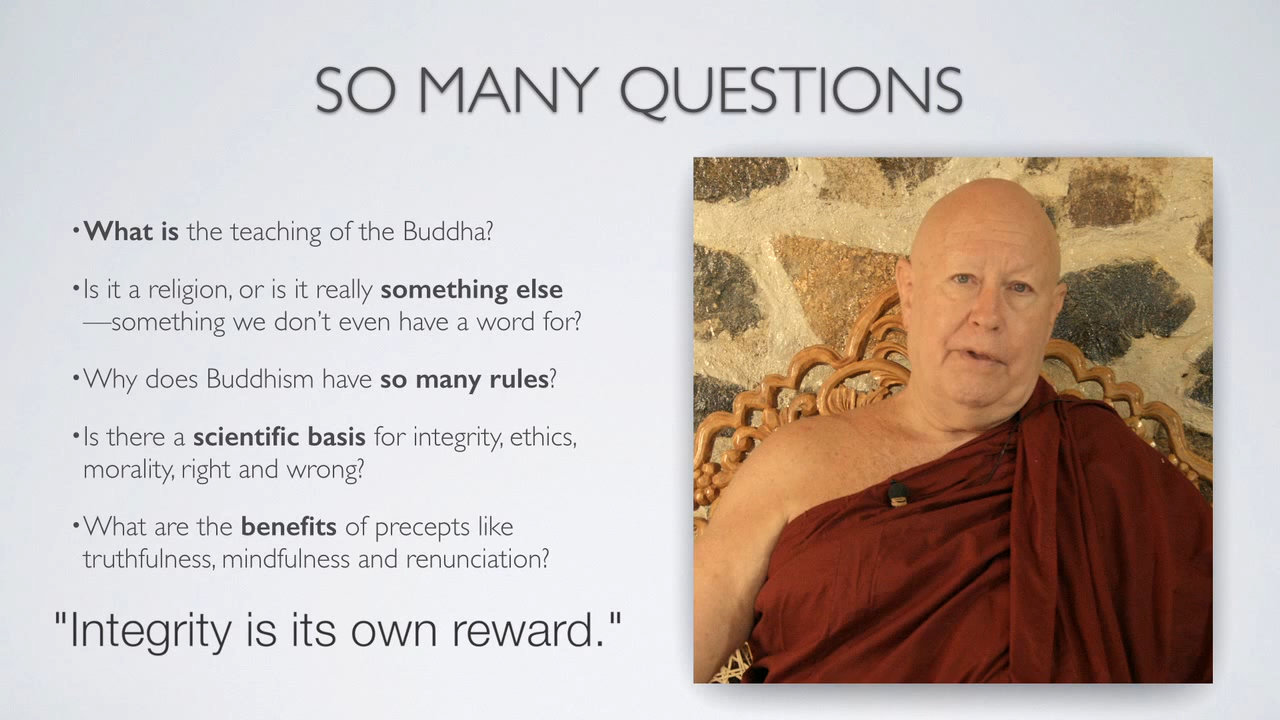 SO MANY QUESTIONS
•What is the teaching of the Buddha?
•Is it a religion, or is it really something else
—something we don’t even have a word for?
•Why does Buddhism have so many rules?
•Is there a scientific basis for integrity, ethics,
morality, right and wrong?
•What are the benefits of precepts like
truthfulness, mindfulness and renunciation?
"Integrity is its own reward."